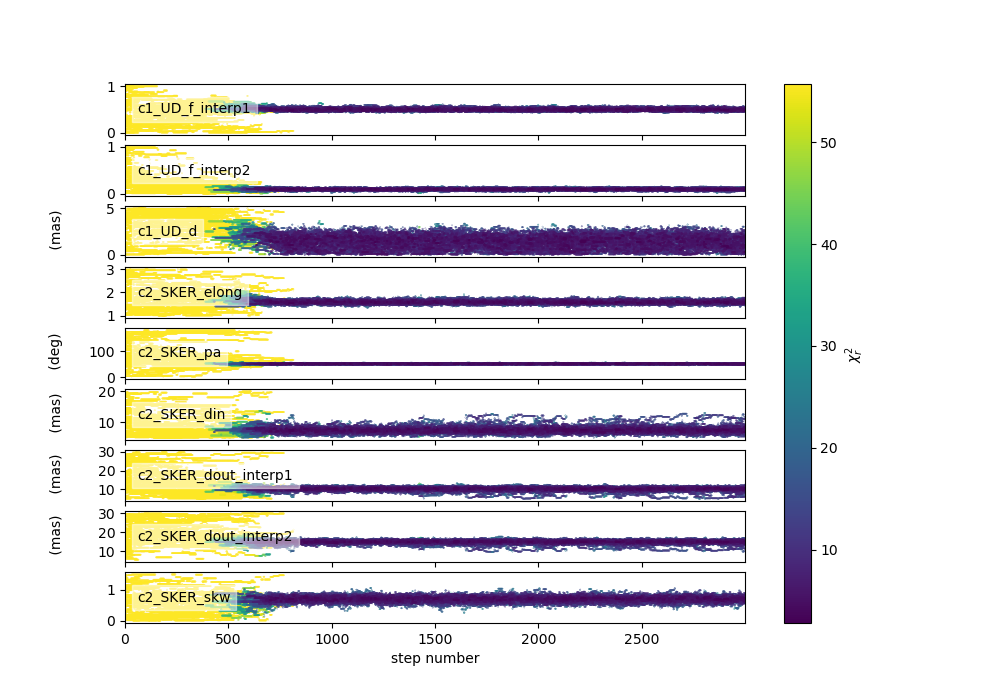 1
c1_UD_f_interp1
0
1
c1_UD_f_interp2
0
5
(mas)
c1_UD_d
0
3
2
c2_SKER_elong
1
(deg)
100
c2_SKER_pa
0
20
(mas)
10
c2_SKER_din
30
(mas)
20
c2_SKER_dout_interp1
10
30
(mas)
20
c2_SKER_dout_interp2
10
1
c2_SKER_skw
0
0 500 1000 1500 2000 2500
step number
50
40
30
20
10
χ²ᵣ